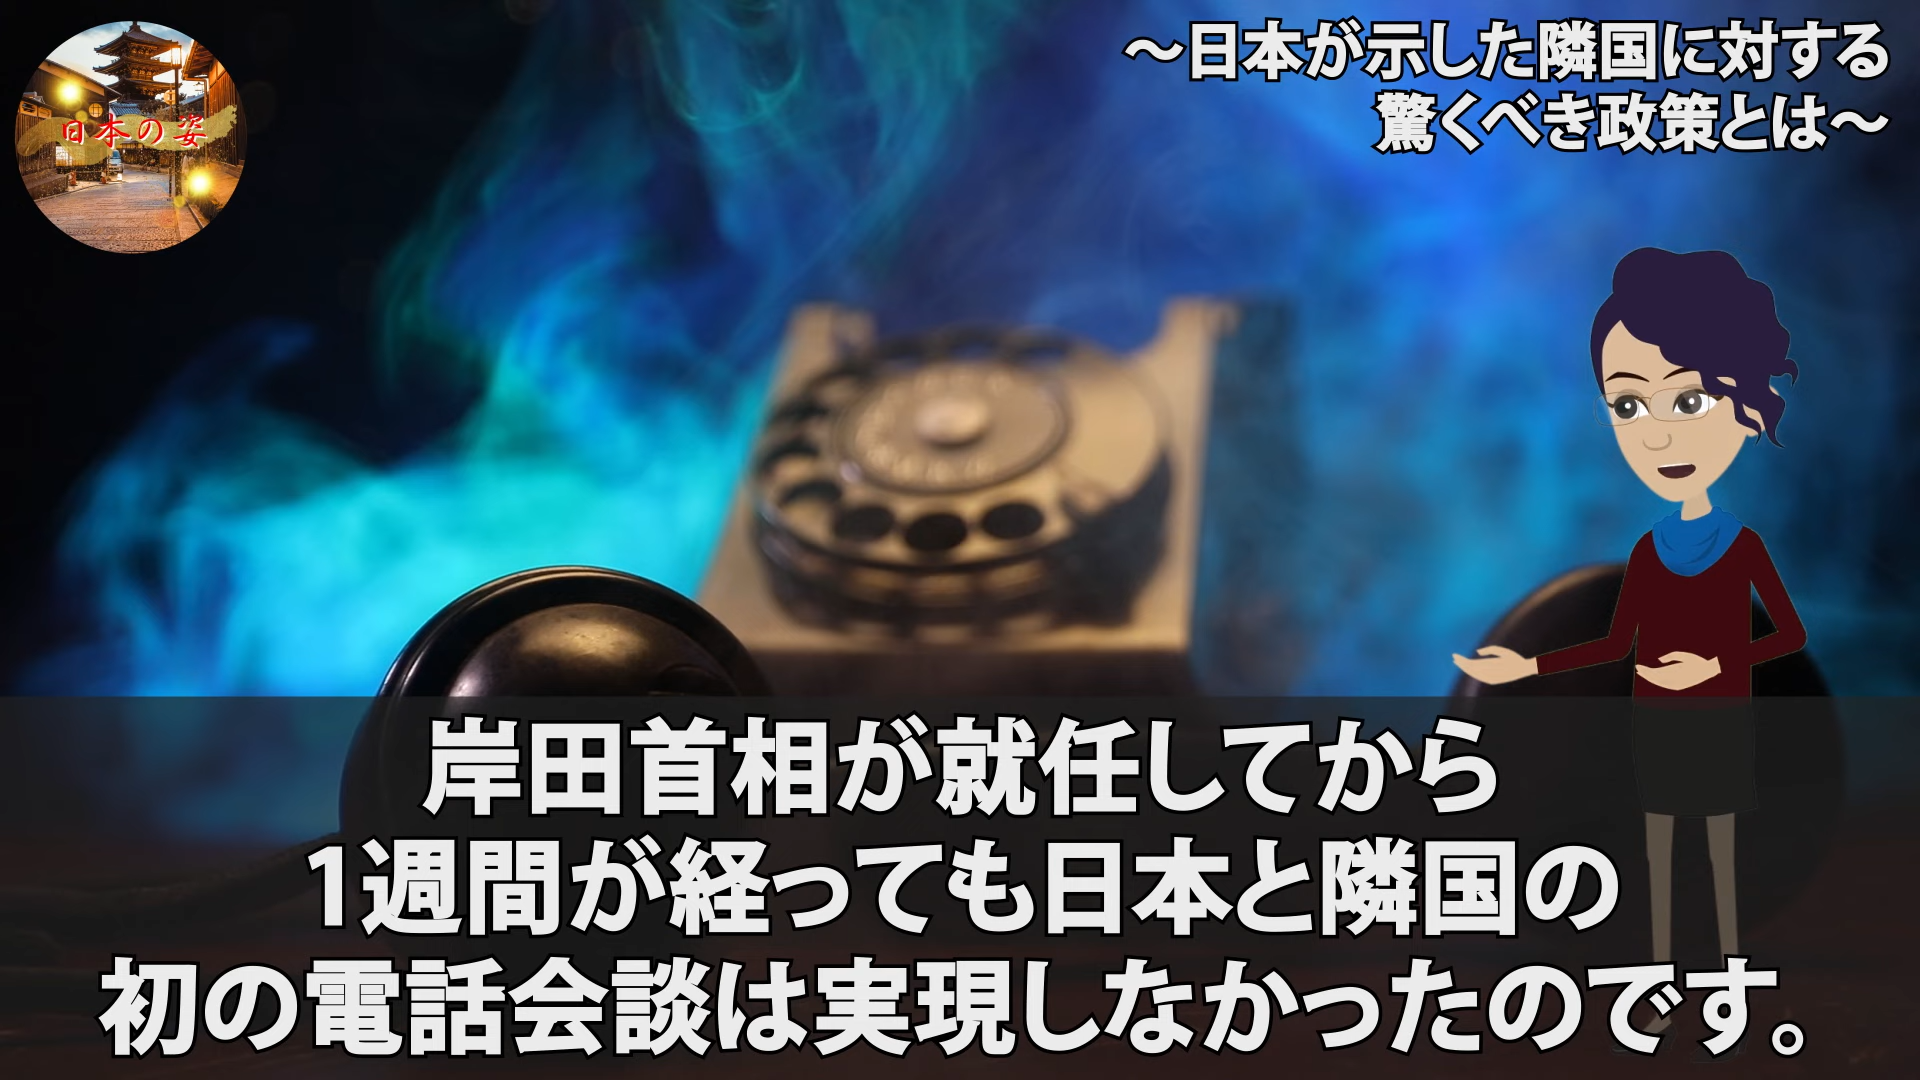 日本の姿
～日本が示した隣国に対する
驚くべき政策とは～
岸田首相が就任してから
1週間が経っても日本と隣国の
初の電話会談は実現しなかったのです。